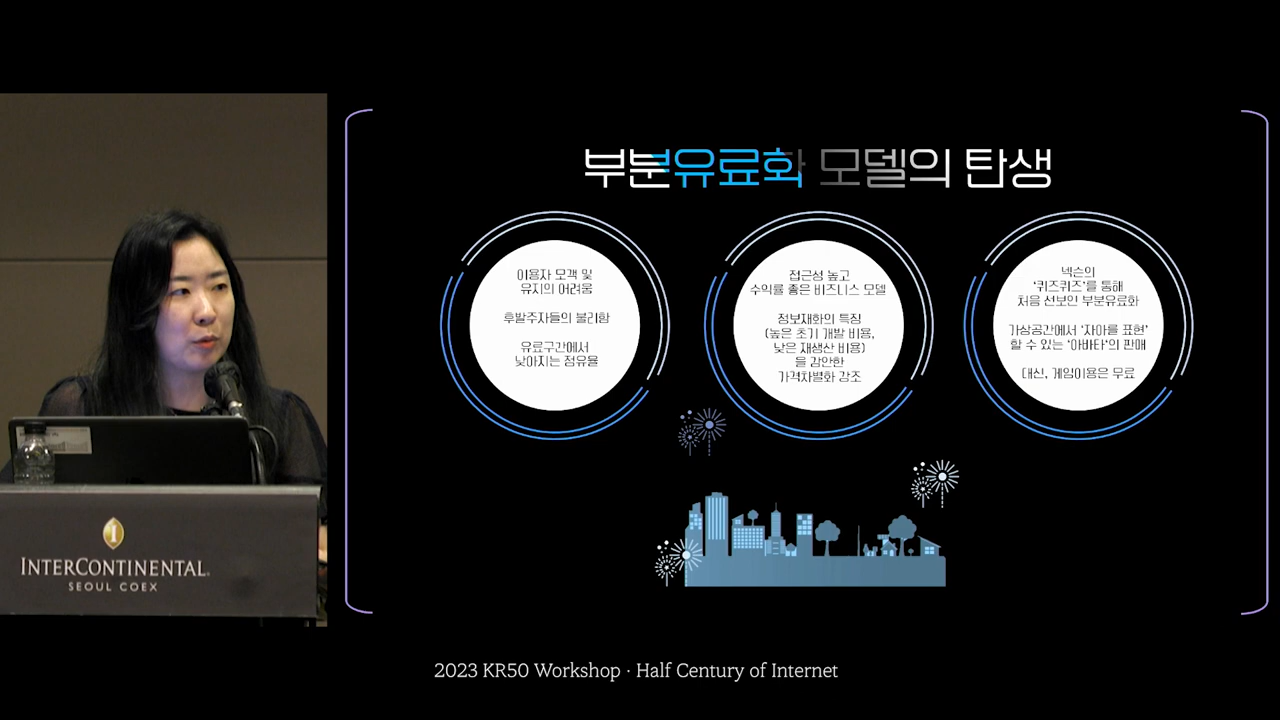 부분유료화 모델의 탄생
이용자 모객 및
유지의 어려움
후발주자들의 불리함
유료구간에서
낮아지는 점유율
접근성 높고
수익률 좋은 비즈니스 모델
정보재화의 특징
(높은 초기 개발 비용,
낮은 재생산 비용)
을 감안한
가격차별화 강조
넥슨의
‘퀴즈퀴즈’를 통해
처음 선보인 부분유료화
가상공간에서 ‘자아를 표현’
할 수 있는 ‘아바타’의 판매
대신, 게임이용은 무료
INTERCONTINENTAL.
SEOUL COEX
2023 KR50 Workshop · Half Century of Internet